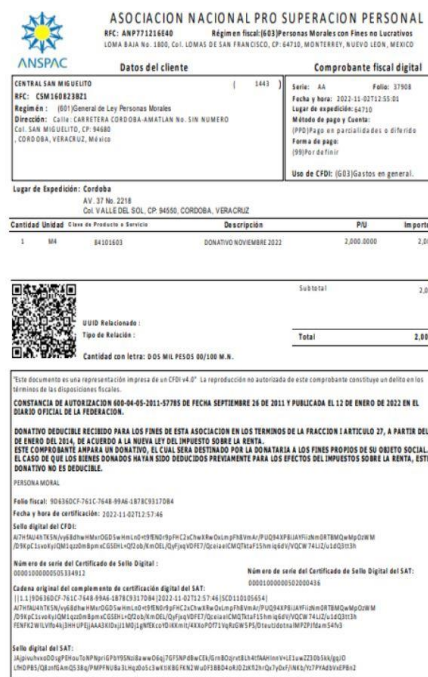 ASOCIACION NACIONAL PRO SUPERACION PERSONAL
RFC: ANP771216E40 Régimen fiscal:(603)Personas Morales con Fines no Lucrativos
LOMA BAJA No. 1800, Col. LOMAS DE SAN FRANCISCO, CP: 64710, MONTERREY, NUEVO LEON, MEXICO
ANSPAC
Datos del cliente
Comprobante fiscal digital
CENTRAL SAN MIGUELITO ( 1443 )
RFC: CSM160823BZ1
Regimén : (601)General de Ley Personas Morales
Dirección: Calle: CARRETERA CORDOBA-AMATLAN No. SIN NUMERO
Col. SAN MIGUELITO, CP: 94680
, CORDOBA, VERACRUZ, México
Serie: AA Folio: 37908
Fecha y hora: 2022-11-02T12:55:01
Lugar de expedición: 64710
Método de pago y Cuenta:
(PPD)Pago en parcialidades o diferido
Forma de pago:
(99)Por definir
Uso de CFDI: (G03)Gastos en general.
Lugar de Expedición: Cordoba
AV. 37 No. 2218
Col. VALLE DEL SOL, CP: 94550, CORDOBA, VERACRUZ
Cantidad Unidad Clave de Producto o Servicio Descripción P/U Importe
1 M4 84101603 DONATIVO NOVIEMBRE 2022 2,000.0000 2,00
Subtotal 2,0
UUID Relacionado :
Tipo de Relación :
Total 2,00
Cantidad con letra: DOS MIL PESOS 00/100 M.N.
"Este documento es una representación impresa de un CFDI v4.0" La reproducción no autorizada de este comprobante constituye un delito en los
términos de las disposiciones fiscales.
CONSTANCIA DE AUTORIZACION 600-04-05-2011-57785 DE FECHA SEPTIEMBRE 26 DE 2011 Y PUBLICADA EL 12 DE ENERO DE 2022 EN EL
DIARIO OFICIAL DE LA FEDERACION.
DONATIVO DEDUCIBLE RECIBIDO PARA LOS FINES DE ESTA ASOCIACION EN LOS TERMINOS DE LA FRACCION I ARTICULO 27, A PARTIR DEL
DE ENERO DEL 2014, DE ACUERDO A LA NUEVA LEY DEL IMPUESTO SOBRE LA RENTA.
ESTE COMPROBANTE AMPARA UN DONATIVO, EL CUAL SERA DESTINADO POR LA DONATARIA A LOS FINES PROPIOS DE SU OBJETO SOCIAL.
EL CASO DE QUE LOS BIENES DONADOS HAYAN SIDO DEDUCIDOS PREVIAMENTE PARA LOS EFECTOS DEL IMPUESTOS SOBRE LA RENTA, EST
DONATIVO NO ES DEDUCIBLE.
PERSONA MORAL
Folio fiscal: 9D636DCF-761C-7648-99A6-1B78C9317DB4
Fecha y hora de certificación: 2022-11-02T12:57:46
Sello digital del CFDI:
Número de serie del Certificado de Sello Digital :
00001000000505334912
Número de serie del Certificado de Sello Digital del SAT:
00001000000502000436
Cadena original del complemento de certificación digital del SAT:
Sello digital del SAT: